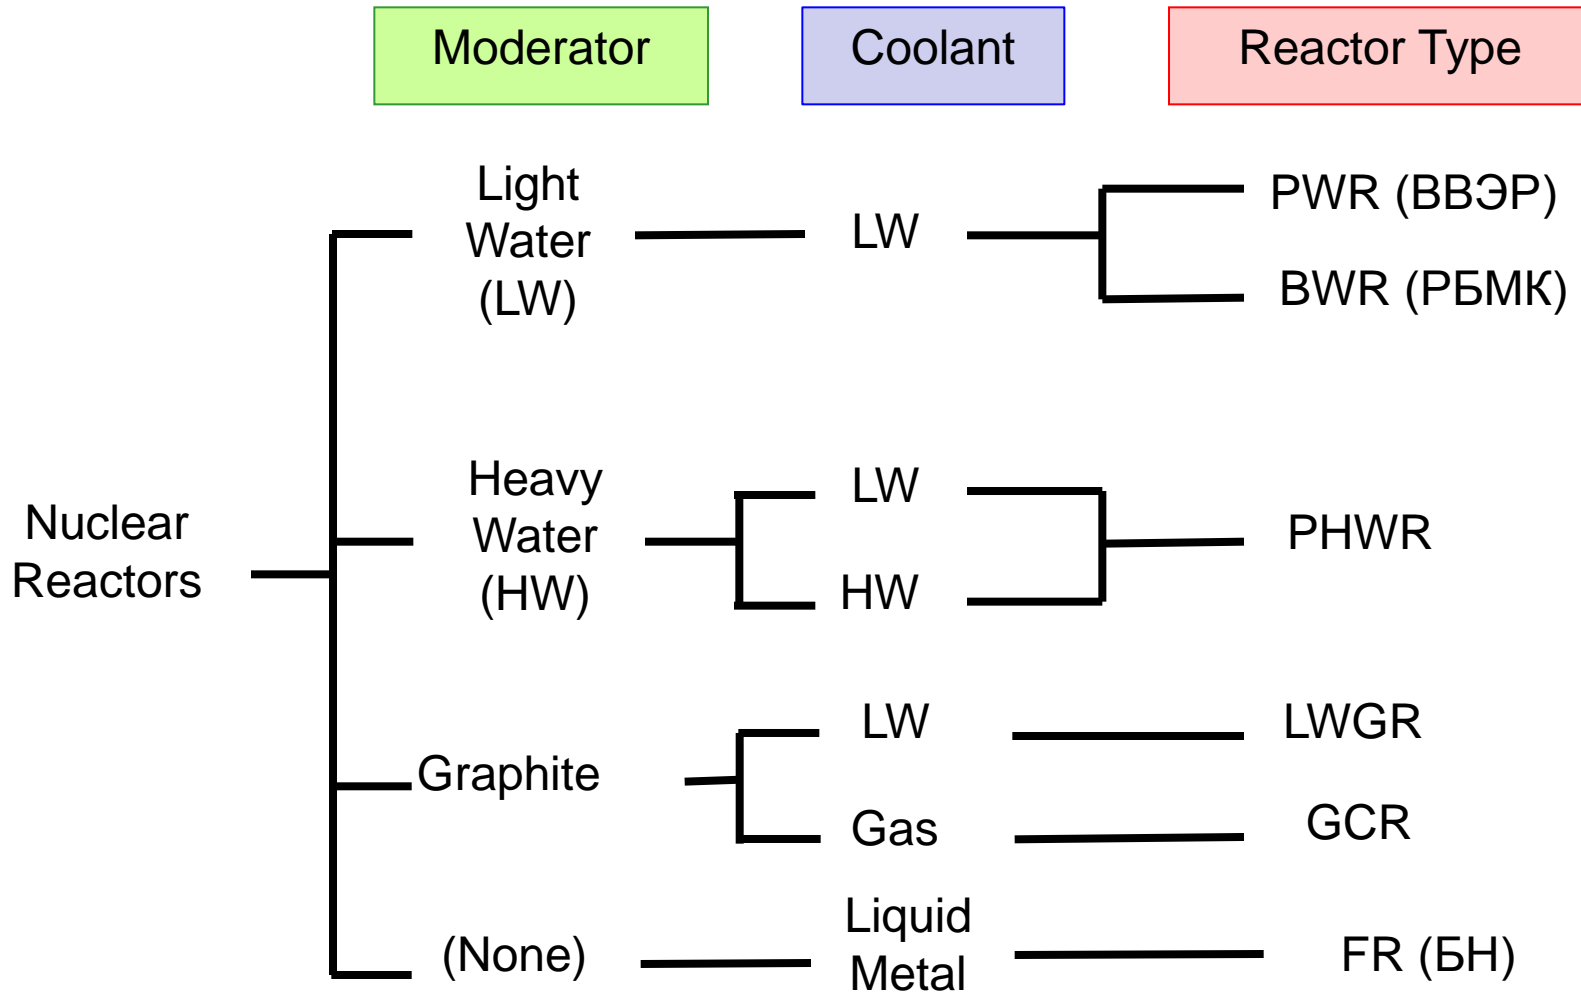 Moderator
Coolant
Reactor Type
Light
Water
(LW)
LW
PWR (ВВЭР)
BWR (РБМК)
Nuclear
Reactors
Heavy
Water
(HW)
LW
HW
PHWR
Graphite
LW
Gas
LWGR
GCR
(None)
Liquid
Metal
FR (БН)